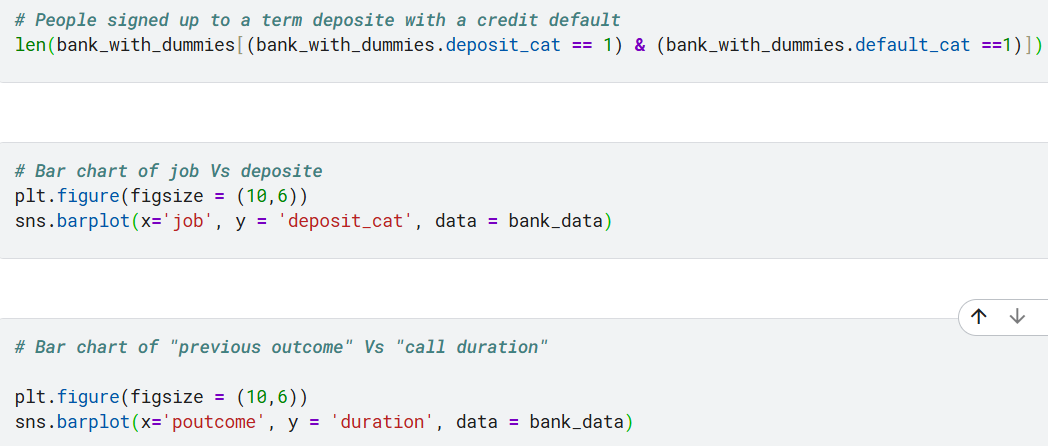 # People signed up to a term deposite with a credit default
len(bank_with_dummies[(bank_with_dummies.deposit_cat == 1) & (bank_with_dummies.default_cat ==1)])
# Bar chart of job Vs deposite
plt.figure(figsize = (10,6))
sns.barplot(x='job', y = 'deposit_cat', data = bank_data)
# Bar chart of "previous outcome" Vs "call duration"
plt.figure(figsize = (10,6))
sns.barplot(x='poutcome', y = 'duration', data = bank_data)